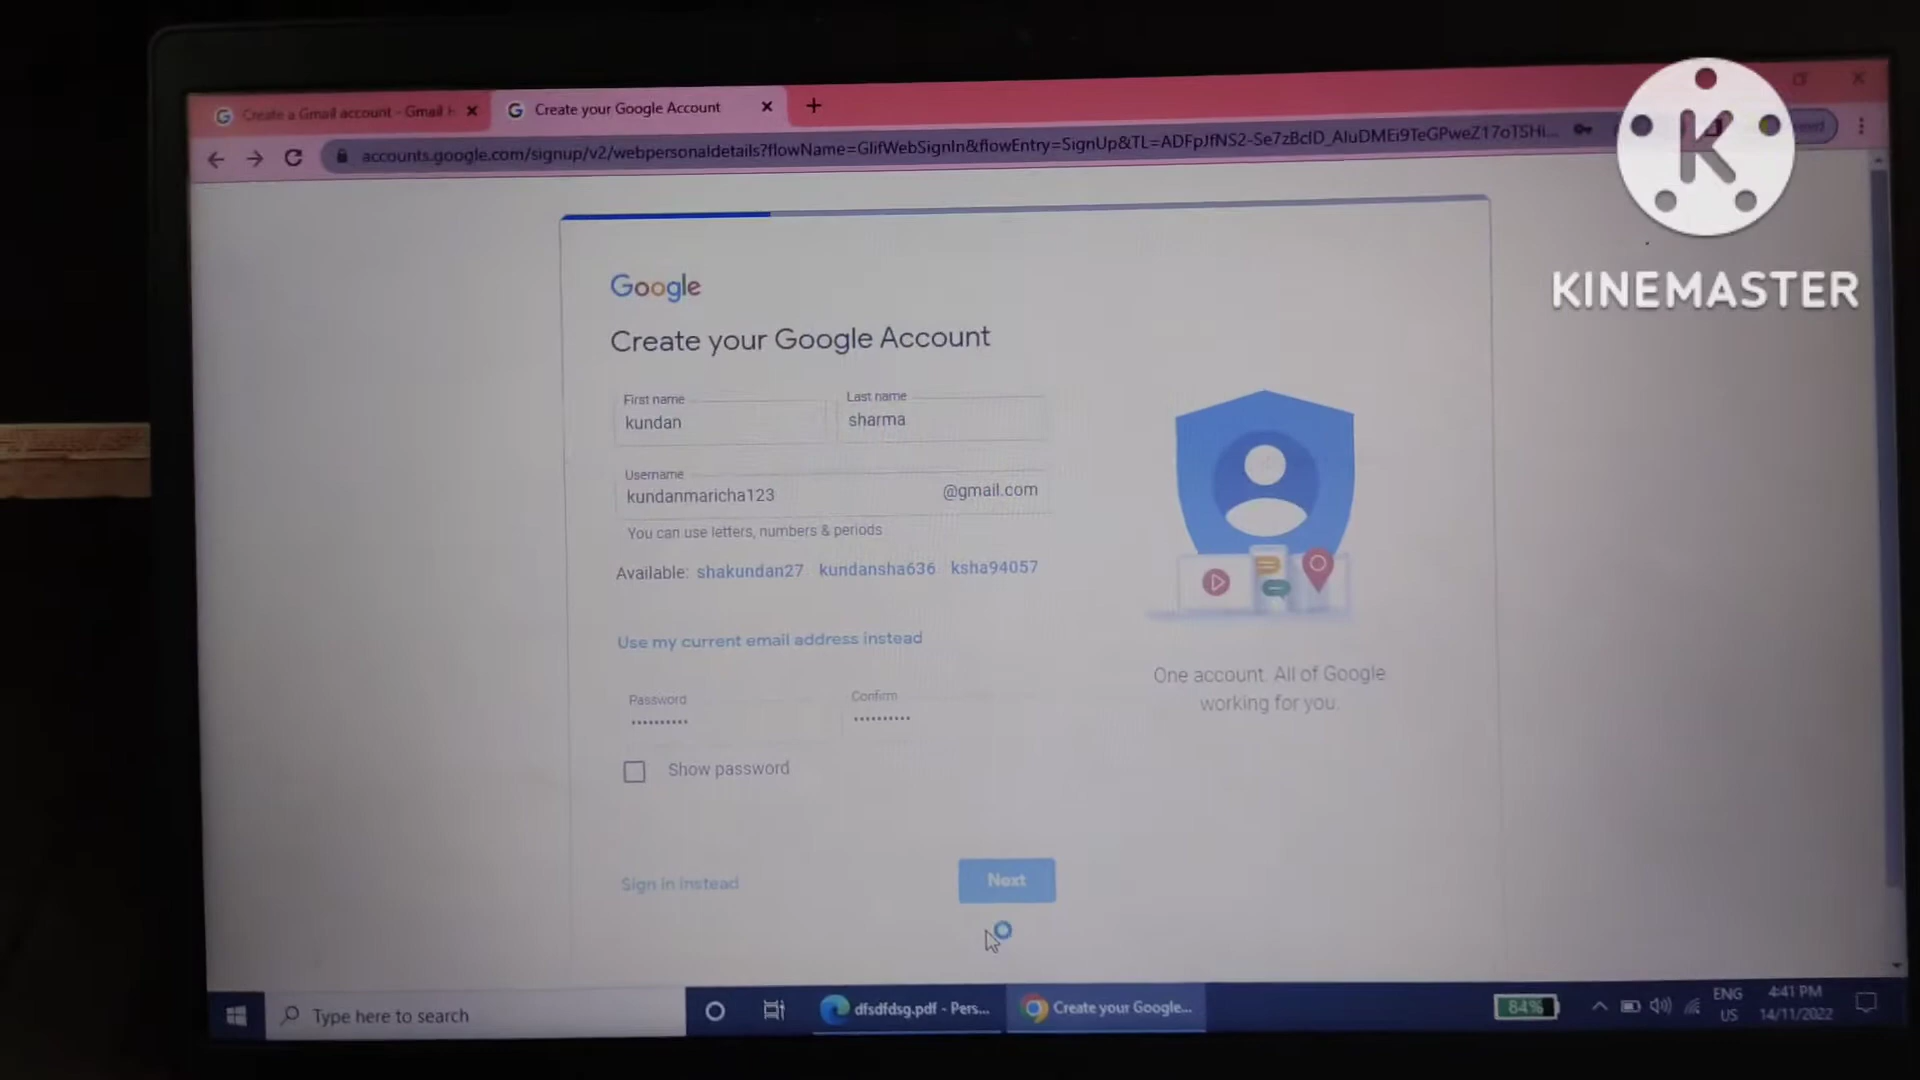 Create a Gmail account - Gmail
Create your Google Account
accounts.google.com/signup/v2/webpersonaldetails?flowName=GlifWebSignIn&flowEntry=SignUp&TL=
KINEMASTER
Google
Create your Google Account
First name
kundan
Last name
sharma
Username
kundanmaricha123
@gmail.com
You can use letters, numbers & periods
Available: shakundan27 kundansha636 ksha94057
Use my current email address instead
Password
••••••••••
Confirm
••••••••••
Show password
One account. All of Google
working for you.
Sign in instead
Next
Type here to search
dfsdfdsg.pdf - Pers...
Create your Google...
84%
ENG
US
4:41 PM
14/11/2022